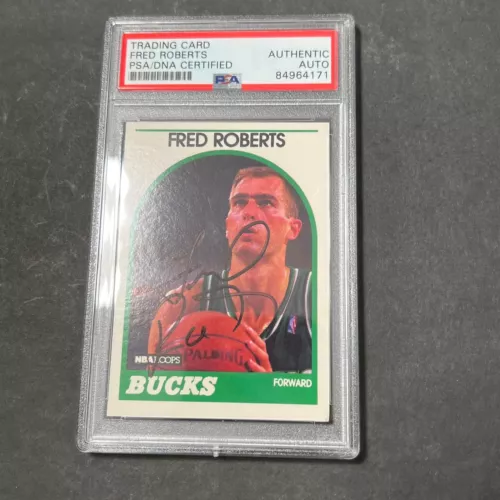 TRADING CARD
FRED ROBERTS
PSA/DNA CERTIFIED
AUTHENTIC
AUTO
84964171
PSA
FRED ROBERTS
SPALDING
NBA HOOPS
BUCKS
FORWARD